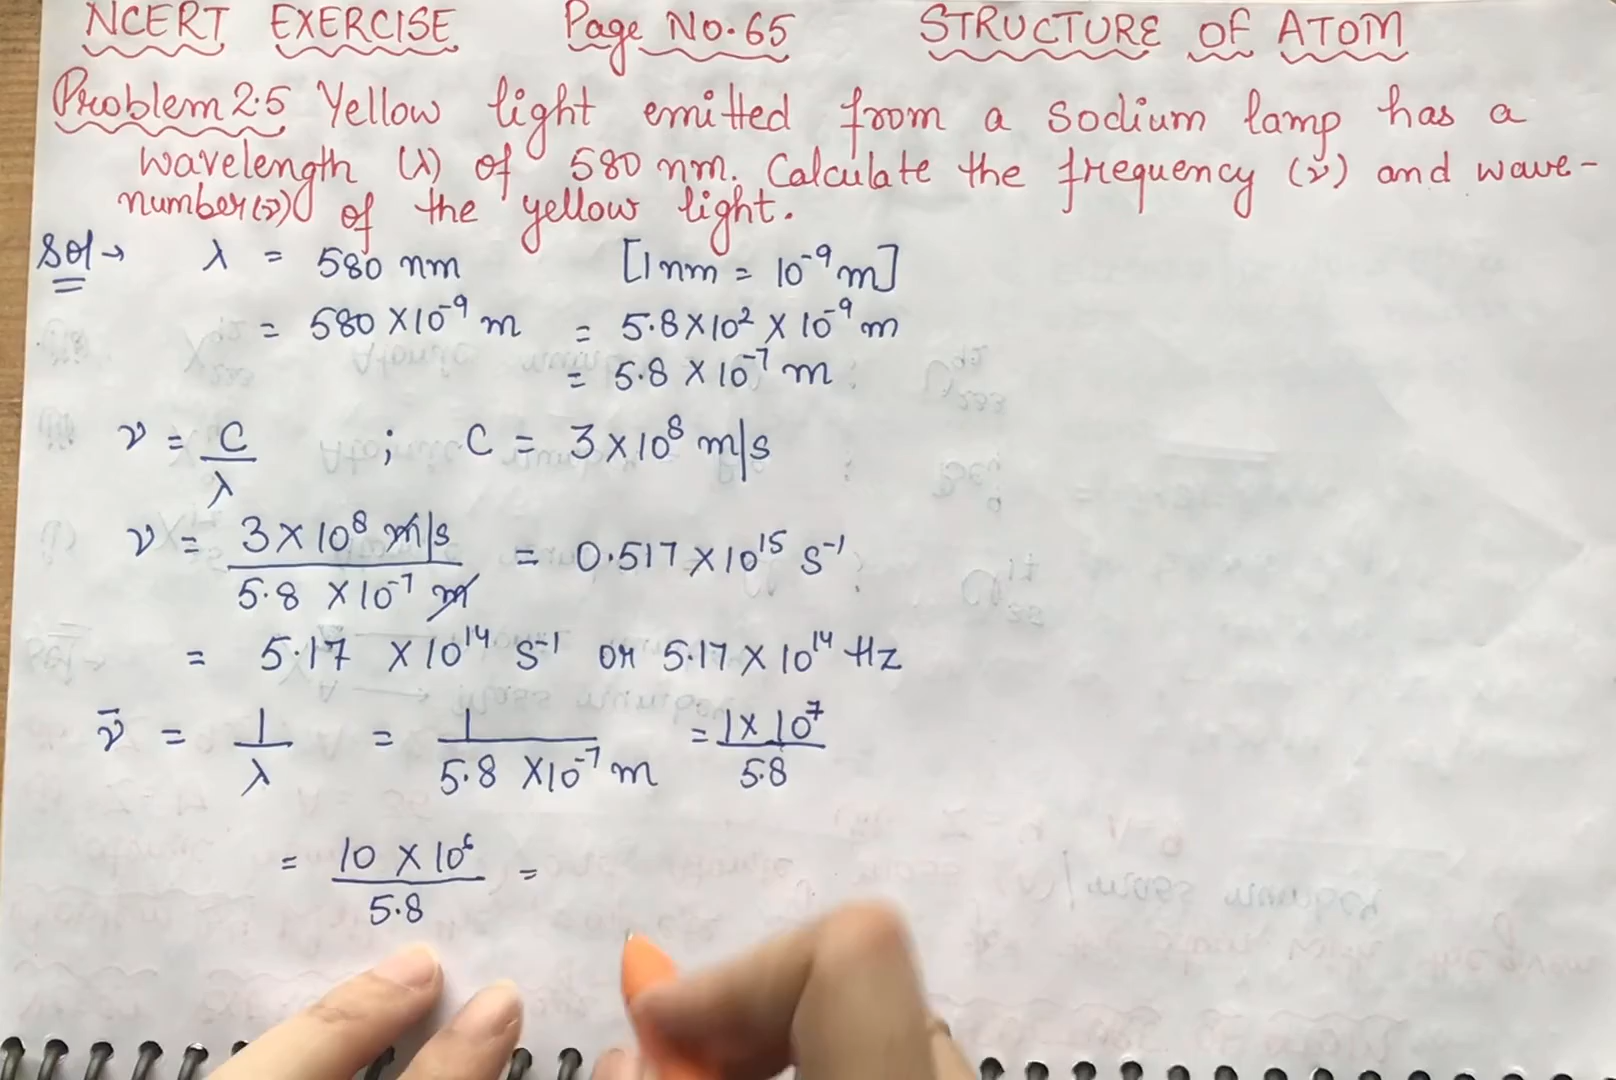 NCERT EXERCISE Page No.65 STRUCTURE OF ATOM
Problem 2.5 Yellow light emitted from a sodium lamp has a
wavelength (λ) of 580 nm. Calculate the frequency (ν) and wave-
number(ν̄) of the yellow light.
Sol → λ = 580 nm [1 nm = 10⁻⁹ m]
= 580 × 10⁻⁹ m = 5.8 × 10² × 10⁻⁹ m
= 5.8 × 10⁻⁷ m
ν = C/λ ; C = 3 × 10⁸ m/s
ν = 3 × 10⁸ m/s / 5.8 × 10⁻⁷ m = 0.517 × 10¹⁵ s⁻¹
= 5.17 × 10¹⁴ s⁻¹ or 5.17 × 10¹⁴ Hz
ν̄ = 1/λ = 1 / 5.8 × 10⁻⁷ m = 1 × 10⁷ / 5.8
= 10 × 10⁶ / 5.8 =